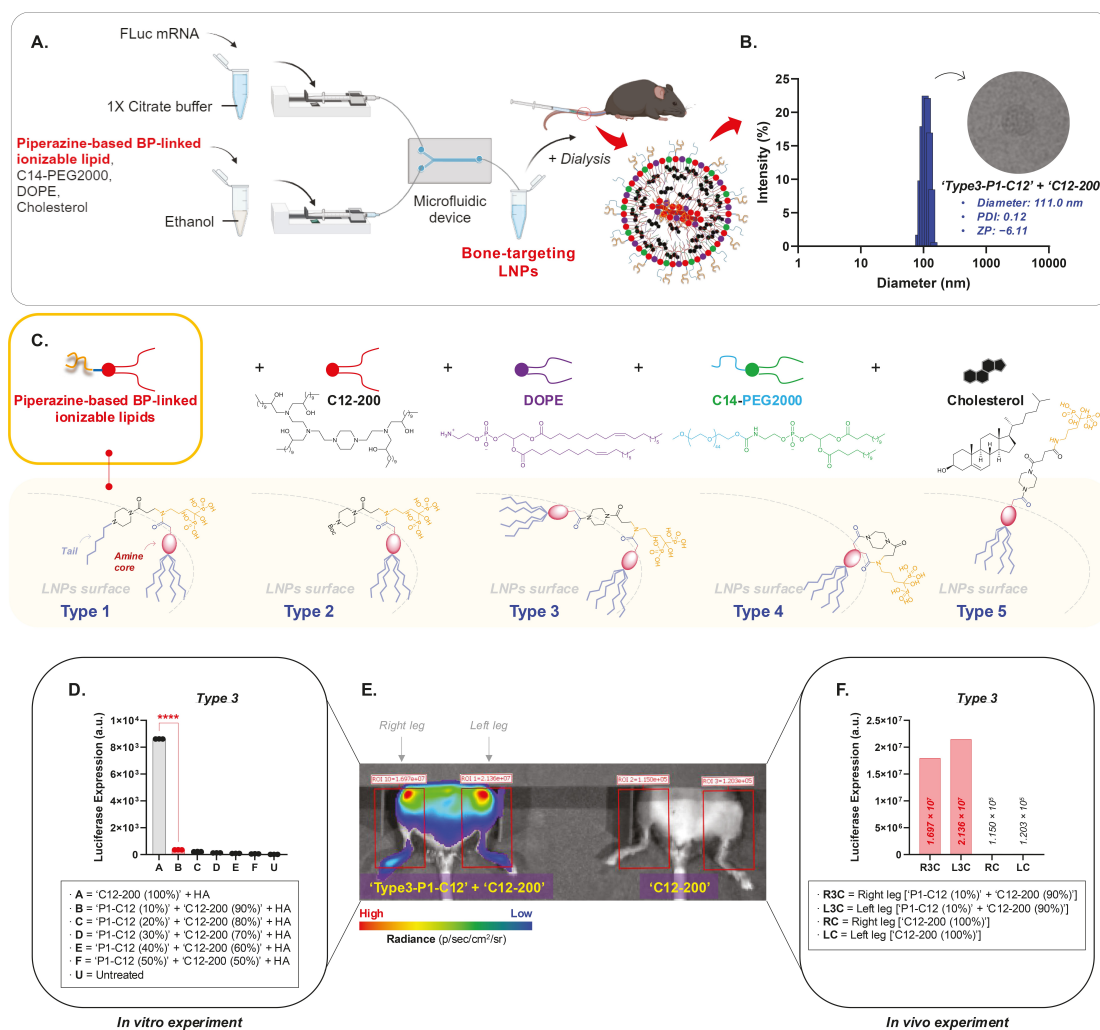 A.
FLuc mRNA
1X Citrate buffer
Piperazine-based BP-linked
ionizable lipid,
C14-PEG2000,
DOPE,
Cholesterol
Ethanol
Microfluidic
device
+ Dialysis
Bone-targeting
LNPs
B.
Intensity (%)
25
20
15
10
5
0
1
10
100
1000
10000
Diameter (nm)
‘Type3-P1-C12’ + ‘C12-200’
• Diameter: 111.0 nm
• PDI: 0.12
• ZP: −6.11
C.
Piperazine-based BP-linked
ionizable lipids
+
C12-200
+
DOPE
+
C14-PEG2000
+
Cholesterol
Tail
Amine
core
LNPs surface
Type 1
LNPs surface
Type 2
LNPs surface
Type 3
LNPs surface
Type 4
LNPs surface
Type 5
D.
Type 3
Luciferase Expression (a.u.)
1×10⁴
8×10³
6×10³
4×10³
2×10³
0
****
A B C D E F U
· A = ‘C12-200 (100%)’ + HA
· B = ‘P1-C12 (10%)’ + ‘C12-200 (90%)’ + HA
· C = ‘P1-C12 (20%)’ + ‘C12-200 (80%)’ + HA
· D = ‘P1-C12 (30%)’ + ‘C12-200 (70%)’ + HA
· E = ‘P1-C12 (40%)’ + ‘C12-200 (60%)’ + HA
· F = ‘P1-C12 (50%)’ + ‘C12-200 (50%)’ + HA
· U = Untreated
In vitro experiment
E.
Right leg
Left leg
ROI 1=2.136e+07
ROI 2=1.150e+05
ROI 3=1.203e+05
‘Type3-P1-C12’ + ‘C12-200’
‘C12-200’
High
Low
Radiance (p/sec/cm²/sr)
F.
Type 3
Luciferase Expression (a.u.)
2.5×10⁷
2×10⁷
1.5×10⁷
1×10⁷
5×10⁶
0
1.697 × 10⁷
2.136 × 10⁷
1.150 × 10⁵
1.203 × 10⁵
R3C L3C RC LC
· R3C = Right leg [‘P1-C12 (10%)’ + ‘C12-200 (90%)’]
· L3C = Left leg [‘P1-C12 (10%)’ + ‘C12-200 (90%)’]
· RC = Right leg [‘C12-200 (100%)’]
· LC = Left leg [‘C12-200 (100%)’]
In vivo experiment